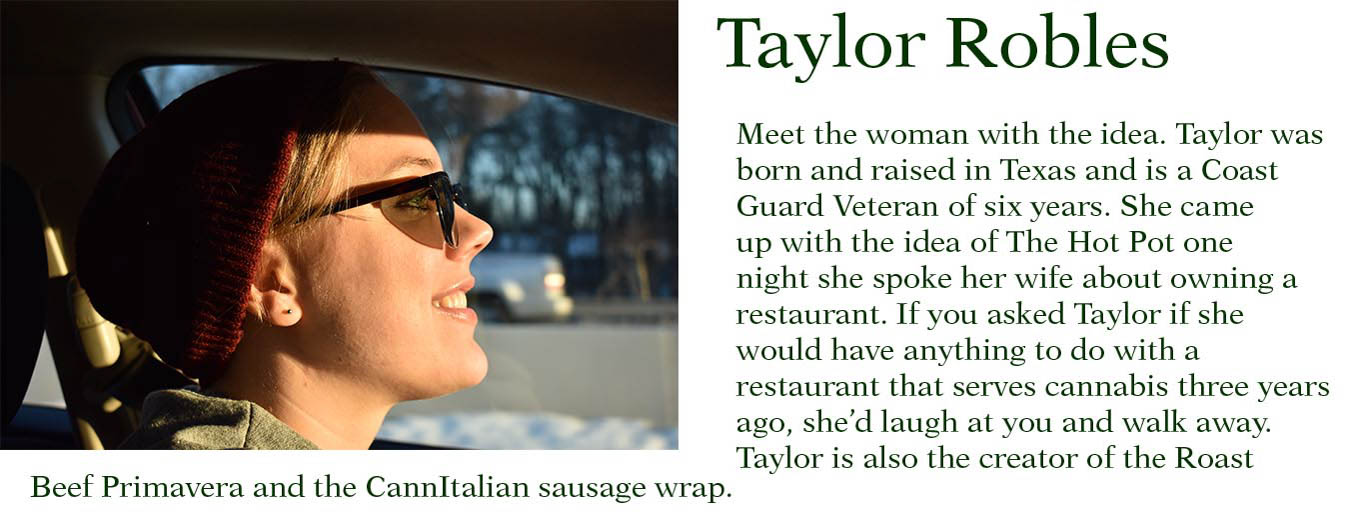 Taylor Robles
Meet the woman with the idea. Taylor was
born and raised in Texas and is a Coast
Guard Veteran of six years. She came
up with the idea of The Hot Pot one
night she spoke her wife about owning a
restaurant. If you asked Taylor if she
would have anything to do with a
restaurant that serves cannabis three years
ago, she’d laugh at you and walk away.
Taylor is also the creator of the Roast
Beef Primavera and the CannItalian sausage wrap.